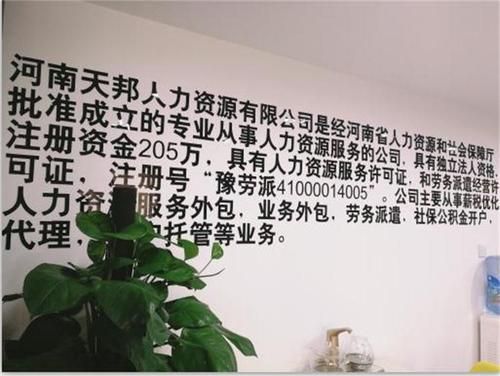 河南天邦人力资源有限公司是经河南省人力资源和社会保障厅
批准成立的专业从事人力资源服务的公司,具有独立法人资格,
注册资金205万,具有人力资源服务许可证,和劳务派遣经营许
可证,注册号“豫劳派41000014005”。公司主要从事薪税优化
人力资源服务外包,业务外包,劳务派遣,社保公积金开户,
代理,托管等业务。